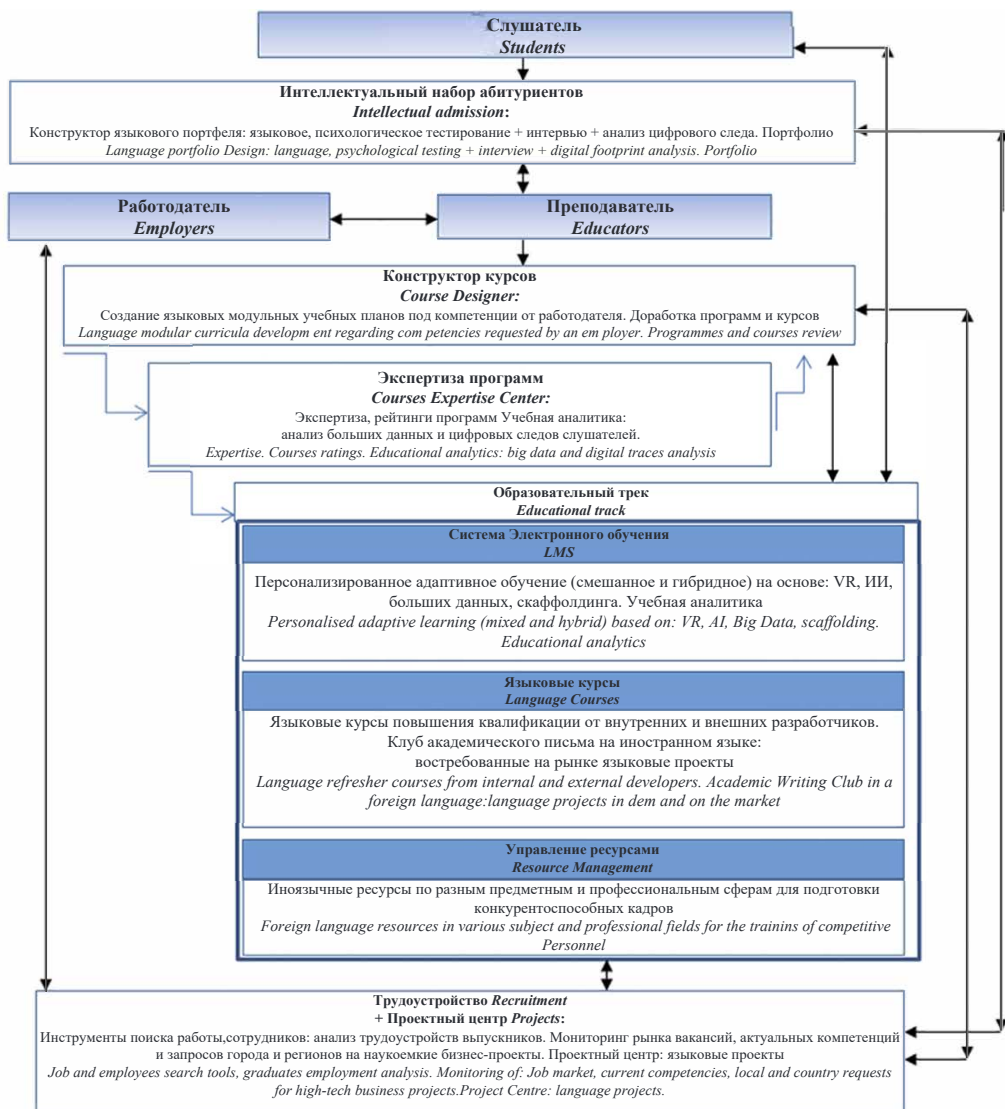 Слушатель
Students
Интеллектуальный набор абитуриентов
Intellectual admission:
Конструктор языкового портфеля: языковое, психологическое тестирование + интервью + анализ цифрового следа. Портфолио
Language portfolio Design: language, psychological testing + interview + digital footprint analysis. Portfolio
Работодатель
Employers
Преподаватель
Educators
Конструктор курсов
Course Designer:
Создание языковых модульных учебных планов под компетенции от работодателя. Доработка программ и курсов
Language modular curricula developm ent regarding com petencies requested by an em ployer. Programmes and courses review
Экспертиза программ
Courses Expertise Center:
Экспертиза, рейтинги программ Учебная аналитика:
анализ больших данных и цифровых следов слушателей.
Expertise. Courses ratings. Educational analytics: big data and digital traces analysis
Образовательный трек
Educational track
Система Электронного обучения
LMS
Персонализированное адаптивное обучение (смешанное и гибридное) на основе: VR, ИИ,
больших данных, скаффолдинга. Учебная аналитика
Personalised adaptive learning (mixed and hybrid) based on: VR, AI, Big Data, scaffolding.
Educational analytics
Языковые курсы
Language Courses
Языковые курсы повышения квалификации от внутренних и внешних разработчиков.
Клуб академического письма на иностранном языке:
востребованные на рынке языковые проекты
Language refresher courses from internal and external developers. Academic Writing Club in a
foreign language:language projects in dem and on the market
Управление ресурсами
Resource Management
Иноязычные ресурсы по разным предметным и профессиональным сферам для подготовки
конкурентоспособных кадров
Foreign language resources in various subject and professional fields for the trainins of competitive
Personnel
Трудоустройство Recruitment
+ Проектный центр Projects:
Инструменты поиска работы,сотрудников: анализ трудоустройств выпускников. Мониторинг рынка вакансий, актуальных компетенций
и запросов города и регионов на наукоемкие бизнес-проекты. Проектный центр: языковые проекты
Job and employees search tools, graduates employment analysis. Monitoring of: Job market, current competencies, local and country requests
for high-tech business projects.Project Centre: language projects.